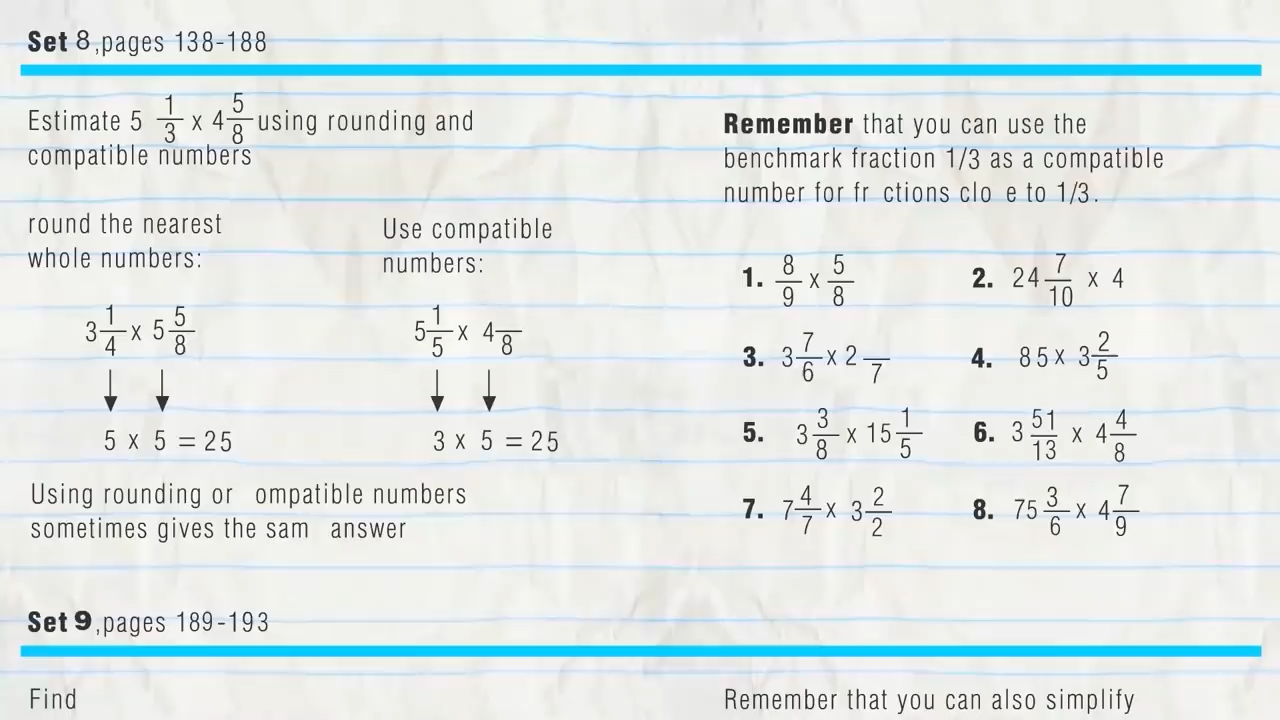 Set 8,pages 138-188
Estimate 5 1/3 x 4 5/8 using rounding and
compatible numbers
round the nearest
whole numbers:
3 1/4 x 5 5/8
5 x 5 = 25
Use compatible
numbers:
5 1/5 x 4 /8
3 x 5 = 25
Using rounding or ompatible numbers
sometimes gives the sam answer
Remember that you can use the
benchmark fraction 1/3 as a compatible
number for fr ctions clo e to 1/3.
1. 8/9 x 5/8
2. 24 7/10 x 4
3. 3 7/6 x 2 /7
4. 85 x 3 2/5
5. 3 3/8 x 15 1/5
6. 3 51/13 x 4 4/8
7. 7 4/7 x 3 2/2
8. 75 3/6 x 4 7/9
Set 9,pages 189-193
Find
Remember that you can also simplify